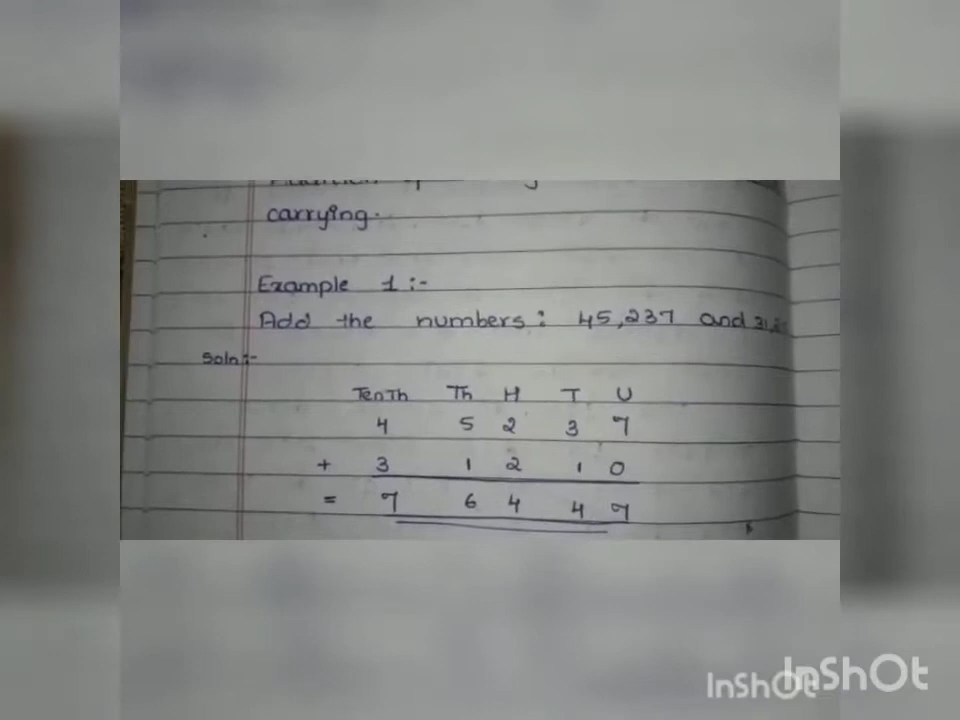 carrying.
Example 1:-
Add the numbers: 45,237 and
Soln:-
TenTh Th H T U
4 5 2 3 7
+ 3 1 2 1 0
= 7 6 4 4 7
InShOt
InShOt